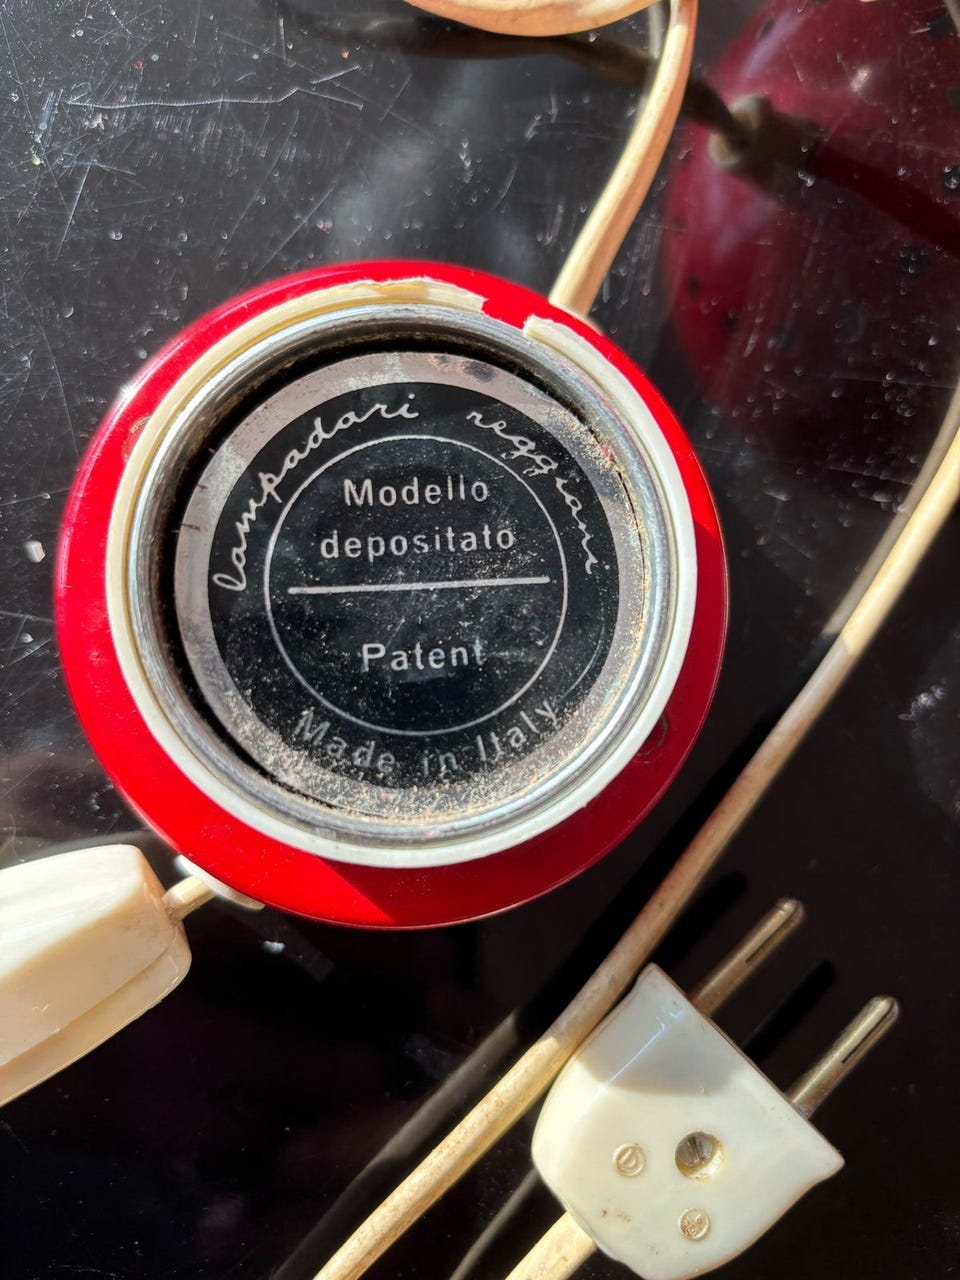 lampadari reggiani
Modello
depositato
Patent
Made in Italy